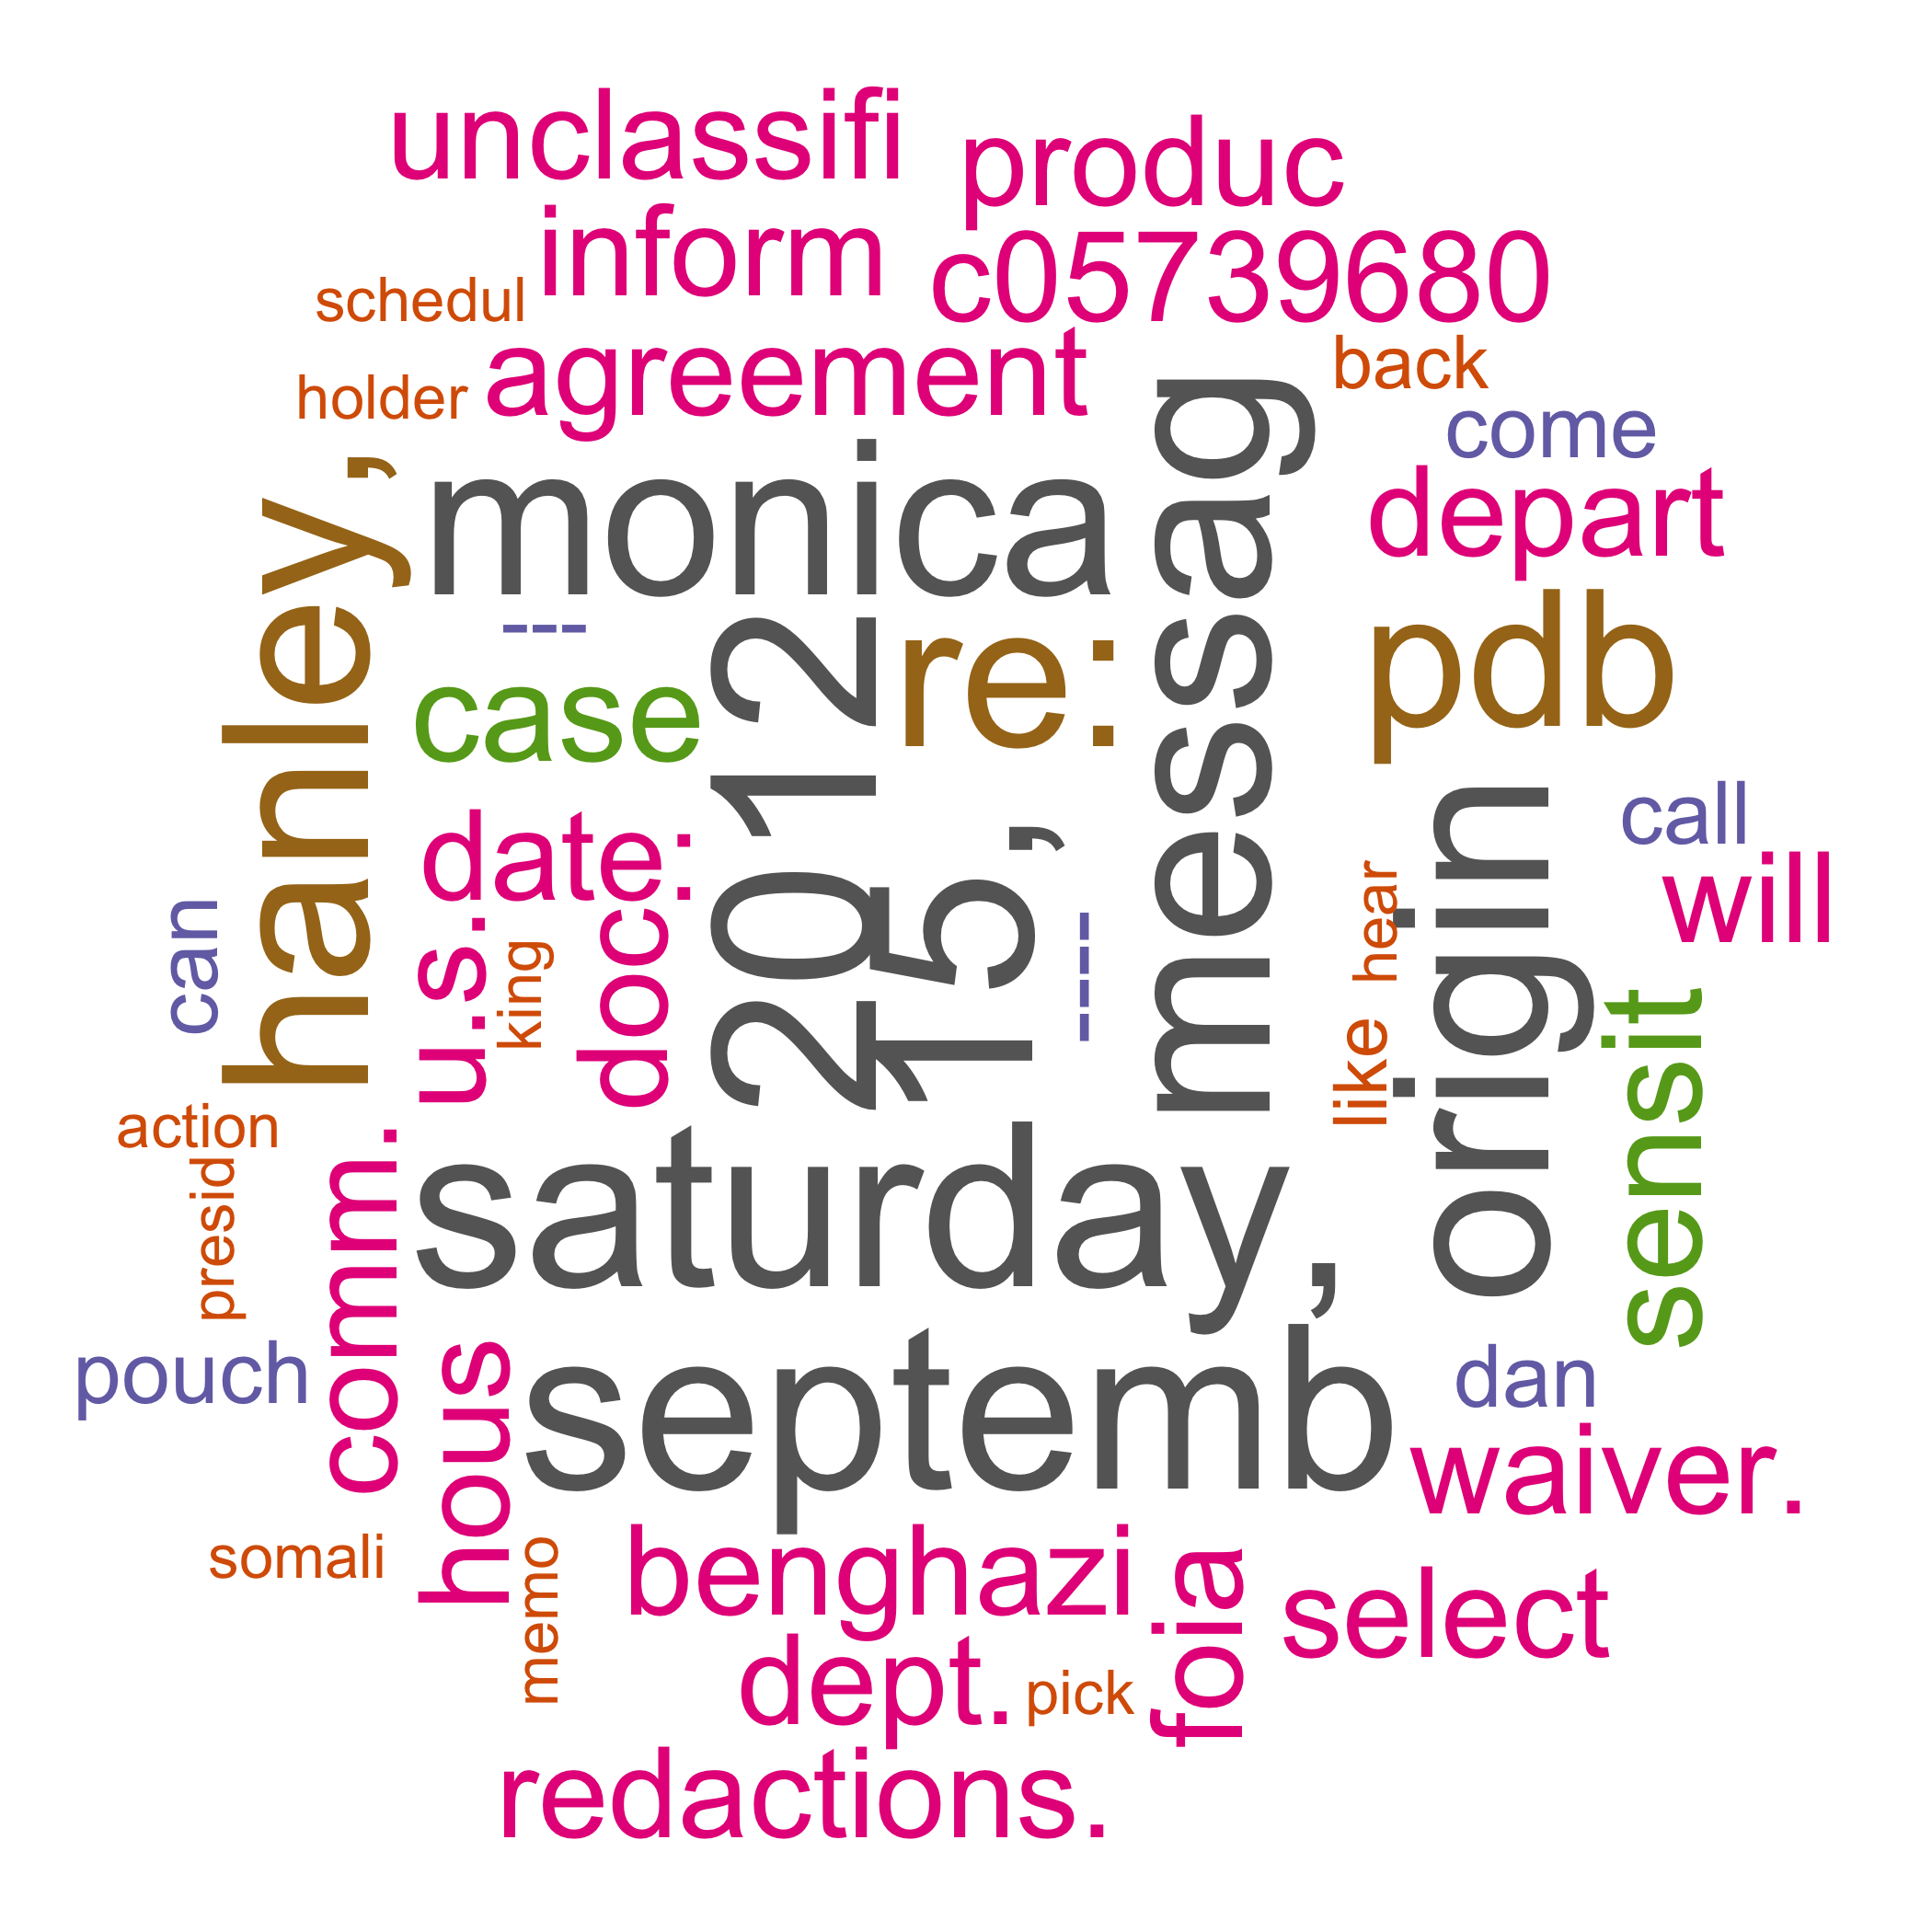 unclassifi
produc
inform
c05739680
schedul
agreement
back
holder
come
monica
depart
hanley,
messag
---
2012
re:
pdb
case
origin
call
date:
15,
will
hear
can
u.s.
king
doc
----
like
sensit
action
saturday,
presid
comm.
pouch
hous
septemb
dan
waiver.
somali
memo
benghazi
foia
select
dept.
pick
redactions.